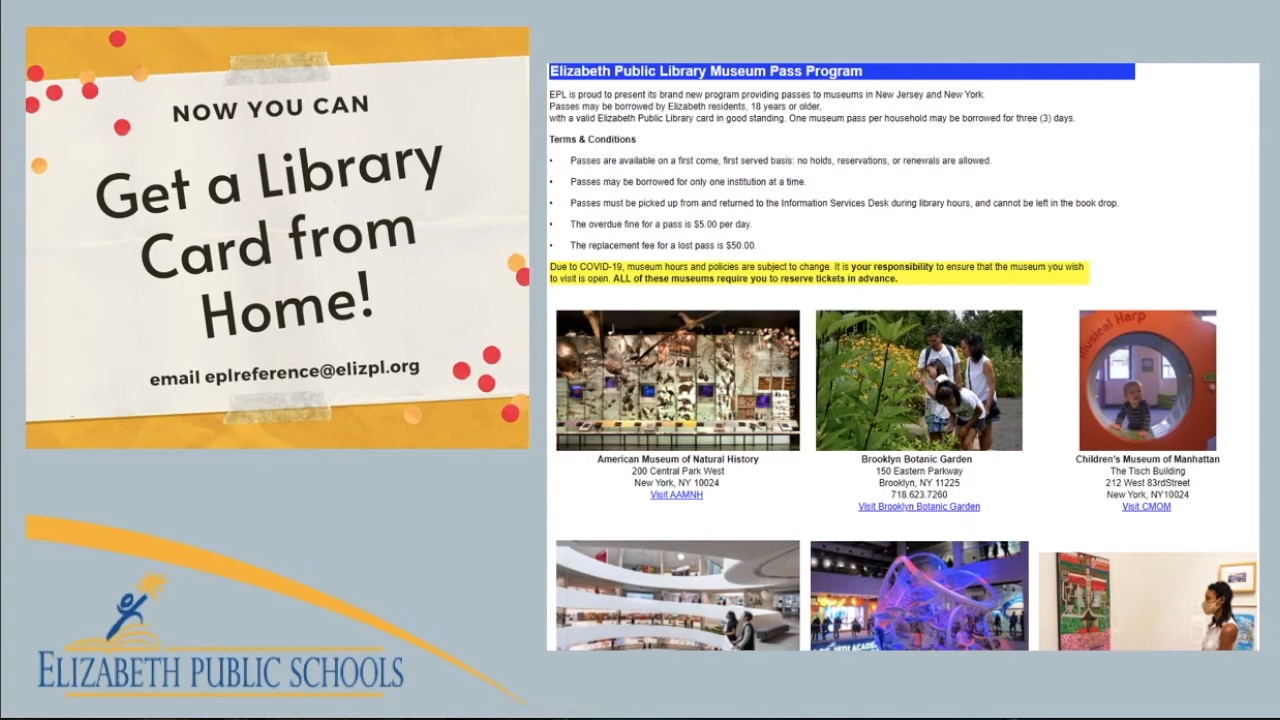 NOW YOU CAN
Get a Library
Card from
Home!
email eplreference@elizpl.org
ELIZABETH PUBLIC SCHOOLS
Elizabeth Public Library Museum Pass Program
EPL is proud to present its brand new program providing passes to museums in New Jersey and New York.
Passes may be borrowed by Elizabeth residents, 18 years or older,
with a valid Elizabeth Public Library card in good standing. One museum pass per household may be borrowed for three (3) days.
Terms & Conditions
• Passes are available on a first come, first served basis: no holds, reservations, or renewals are allowed.
• Passes may be borrowed for only one institution at a time.
• Passes must be picked up from and returned to the Information Services Desk during library hours, and cannot be left in the book drop.
• The overdue fine for a pass is $5.00 per day.
• The replacement fee for a lost pass is $50.00.
Due to COVID-19, museum hours and policies are subject to change. It is your responsibility to ensure that the museum you wish
to visit is open. ALL of these museums require you to reserve tickets in advance.
Musical Harp
American Museum of Natural History
200 Central Park West
New York, NY 10024
Visit AAMNH
Brooklyn Botanic Garden
150 Eastern Parkway
Brooklyn, NY 11225
718.623.7260
Visit Brooklyn Botanic Garden
Children's Museum of Manhattan
The Tisch Building
212 West 83rdStreet
New York, NY10024
Visit CMOM